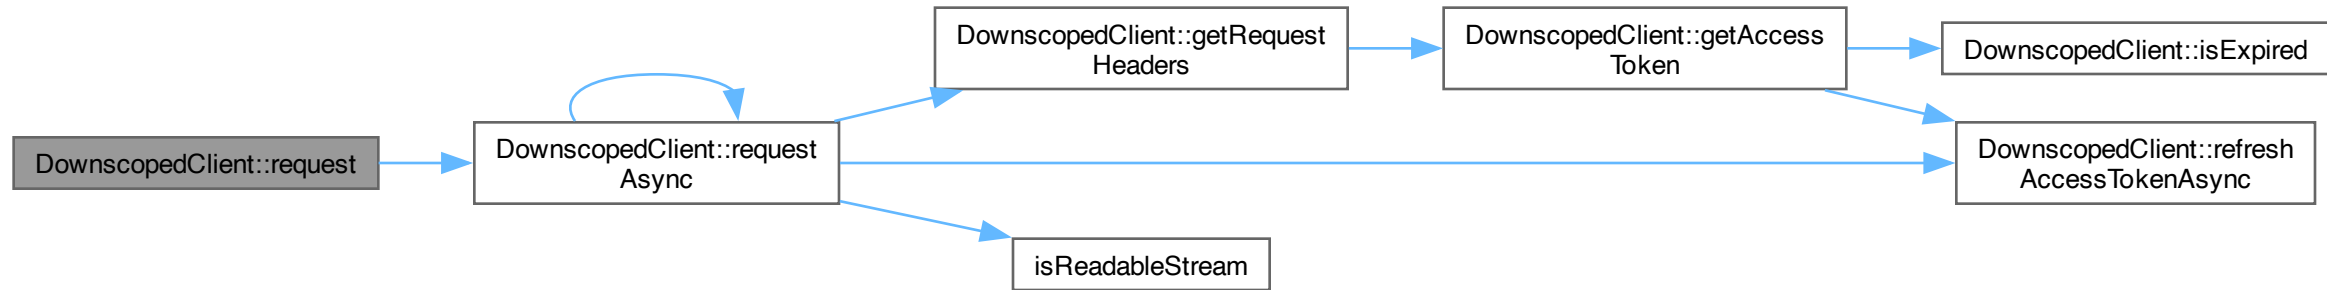 DownscopedClient::request
DownscopedClient::request
Async
DownscopedClient::getRequest
Headers
DownscopedClient::getAccess
Token
DownscopedClient::isExpired
DownscopedClient::refresh
AccessTokenAsync
isReadableStream